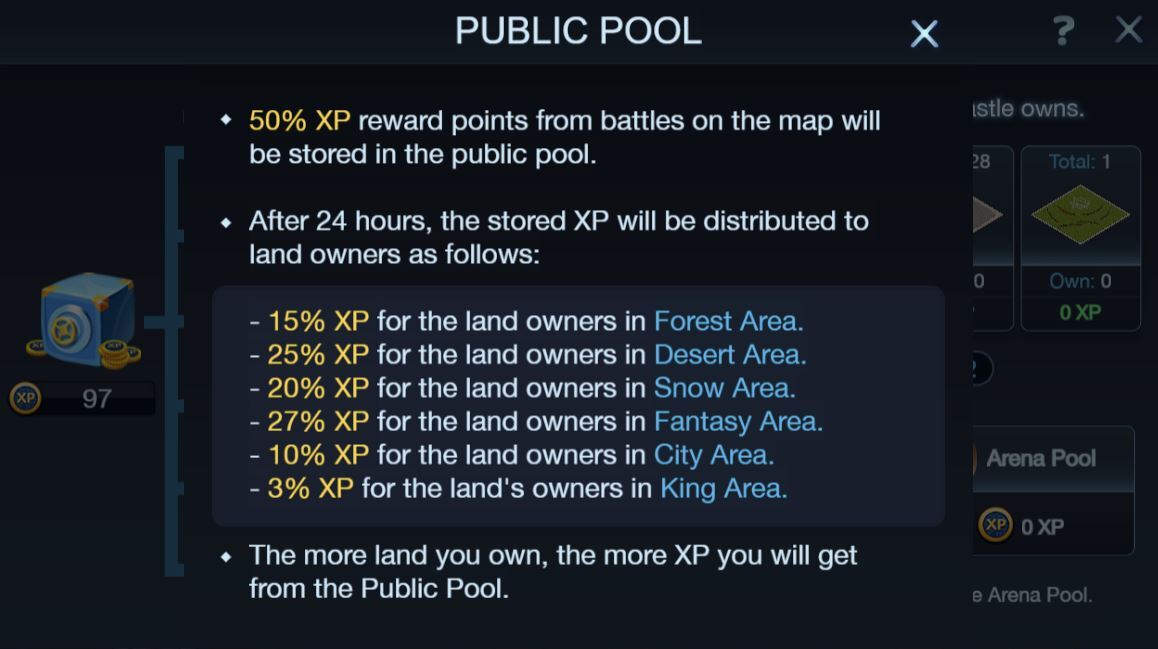 PUBLIC POOL
?
50% XP reward points from battles on the map will
be stored in the public pool.
After 24 hours, the stored XP will be distributed to
land owners as follows:
- 15% XP for the land owners in Forest Area.
- 25% XP for the land owners in Desert Area.
- 20% XP for the land owners in Snow Area.
- 27% XP for the land owners in Fantasy Area.
- 10% XP for the land owners in City Area.
- 3% XP for the land's owners in King Area.
The more land you own, the more XP you will get
from the Public Pool.
XP 97
owns.
28
Total: 1
0
Own: 0
0 XP
Arena Pool
XP 0 XP
Arena Pool.